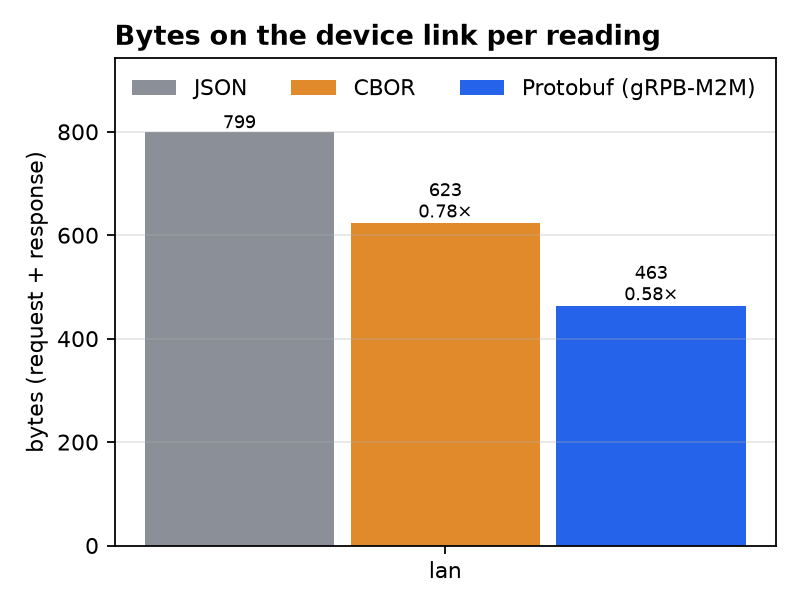 Bytes on the device link per reading
JSON CBOR Protobuf (gRPB-M2M)
bytes (request + response)
800
600
400
200
0
799
623
0.78×
463
0.58×
lan